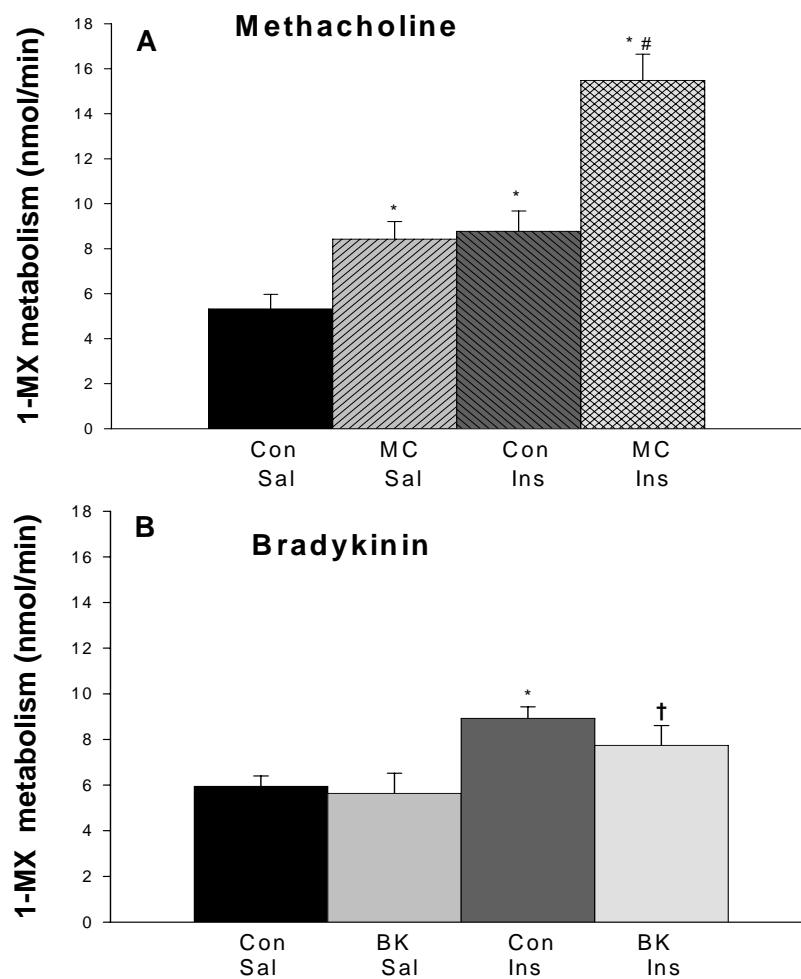 A
Methacholine
1-MX metabolism (nmol/min)
18
16
14
12
10
8
6
4
2
0
* #
*
*
Con MC Con MC
Sal Sal Ins Ins
B
Bradykinin
1-MX metabolism (nmol/min)
18
16
14
12
10
8
6
4
2
0
*
†
Con BK Con BK
Sal Sal Ins Ins